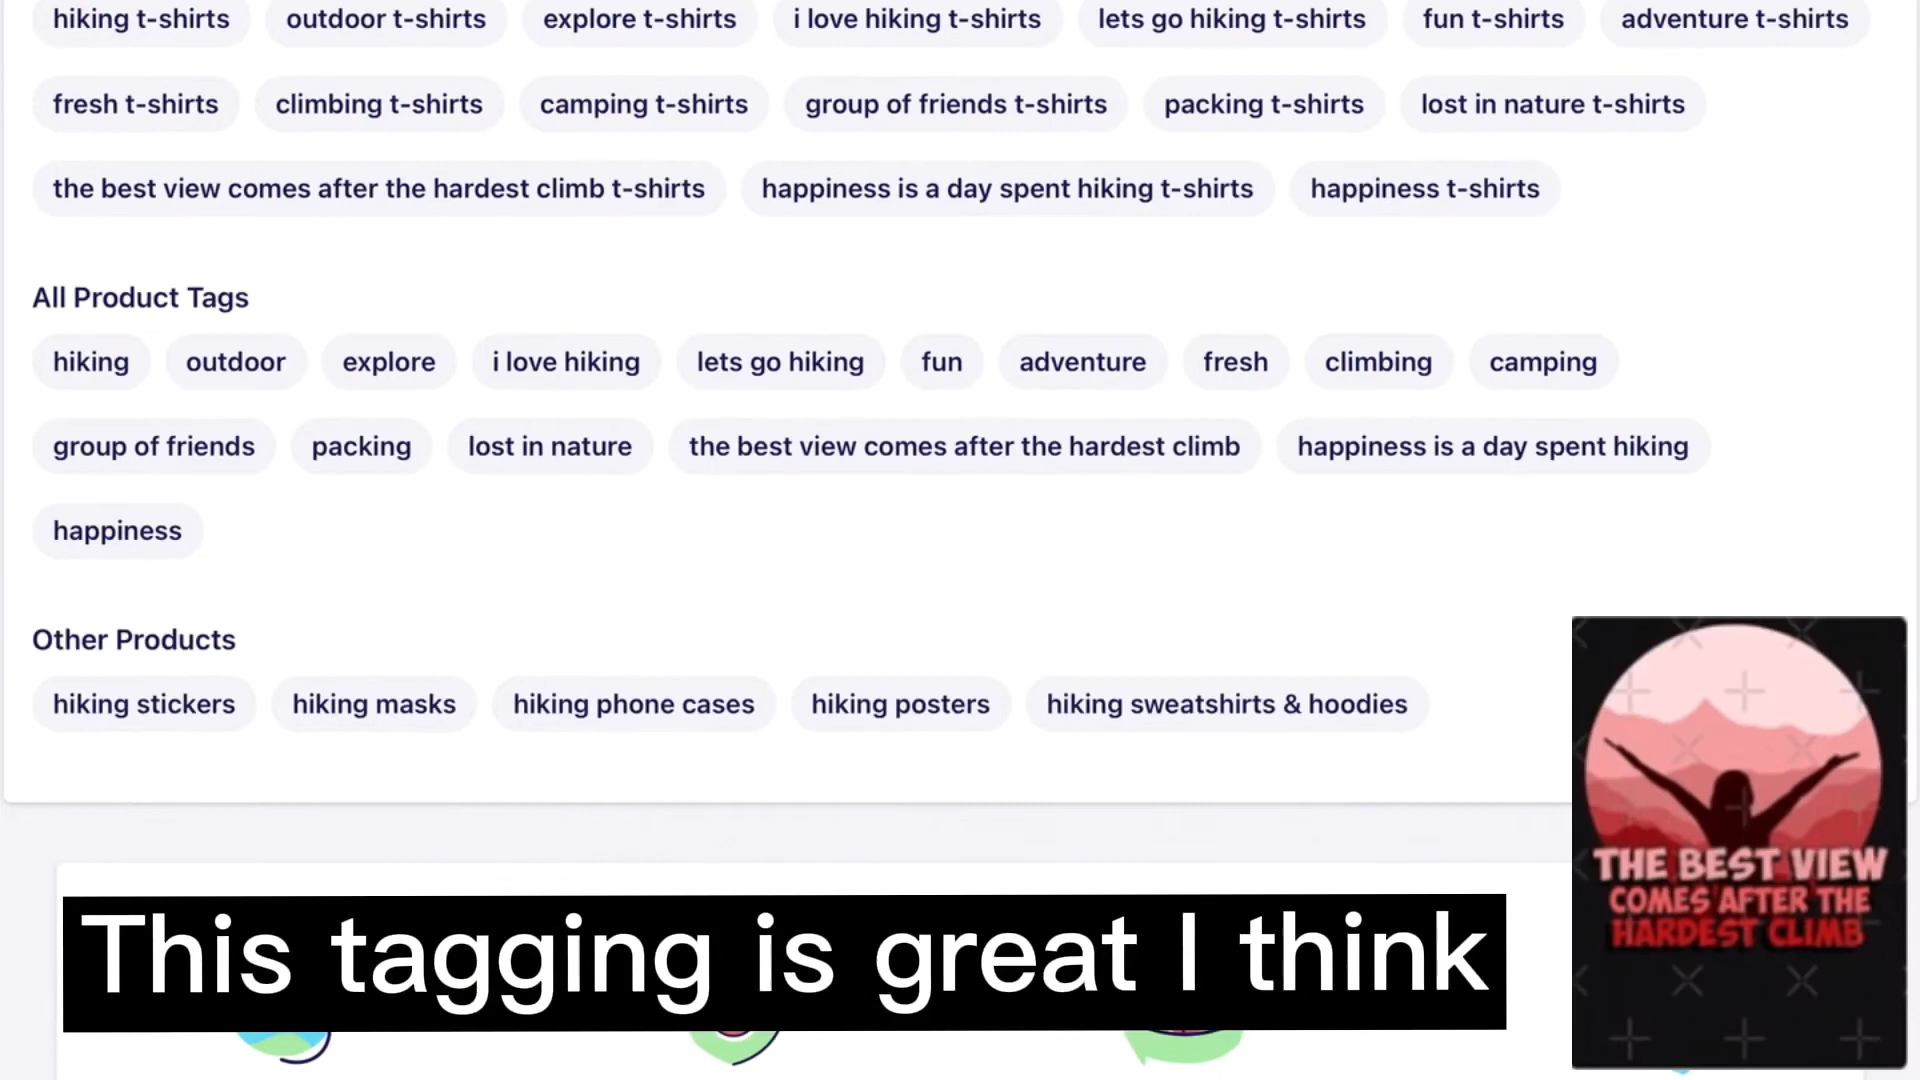 hiking t-shirts outdoor t-shirts explore t-shirts i love hiking t-shirts lets go hiking t-shirts fun t-shirts adventure t-shirts
fresh t-shirts climbing t-shirts camping t-shirts group of friends t-shirts packing t-shirts lost in nature t-shirts
the best view comes after the hardest climb t-shirts happiness is a day spent hiking t-shirts happiness t-shirts
All Product Tags
hiking outdoor explore i love hiking lets go hiking fun adventure fresh climbing camping
group of friends packing lost in nature the best view comes after the hardest climb happiness is a day spent hiking
happiness
Other Products
hiking stickers hiking masks hiking phone cases hiking posters hiking sweatshirts & hoodies
THE BEST VIEW
COMES AFTER THE
HARDEST CLIMB
This tagging is great I think